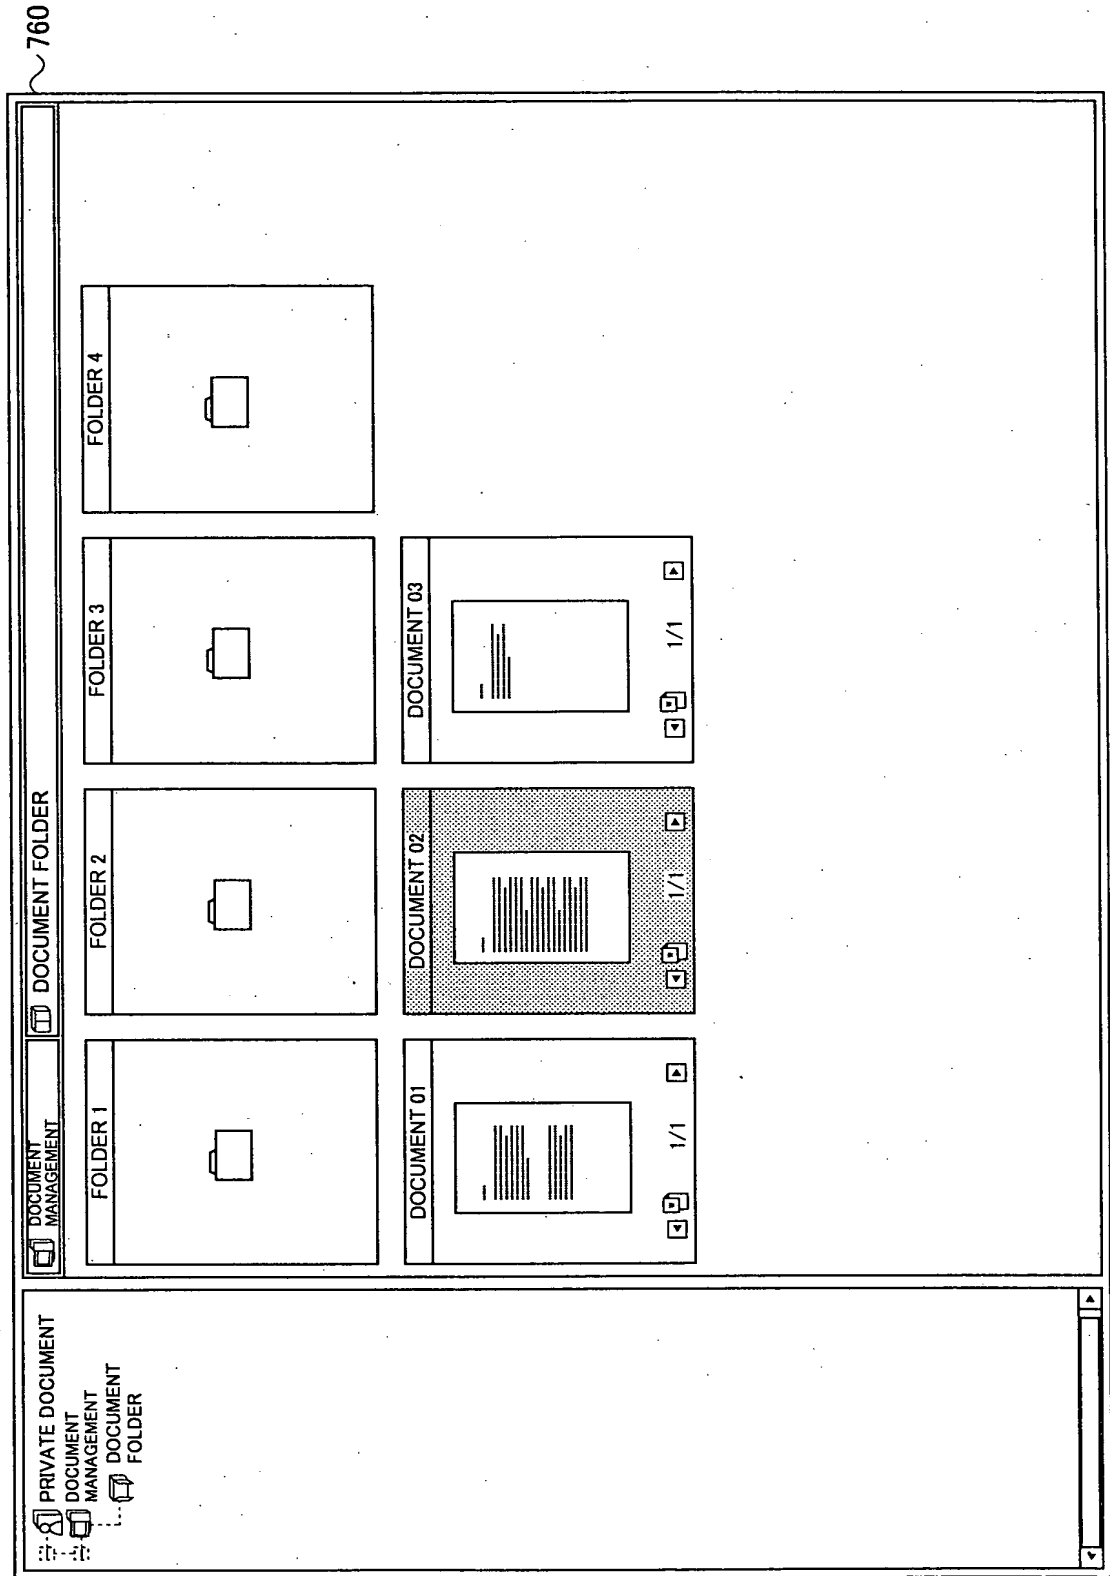 760
PRIVATE DOCUMENT
DOCUMENT
MANAGEMENT
DOCUMENT
FOLDER
DOCUMENT
MANAGEMENT
DOCUMENT FOLDER
FOLDER 1
FOLDER 2
FOLDER 3
FOLDER 4
DOCUMENT 01
1/1
DOCUMENT 02
1/1
DOCUMENT 03
1/1